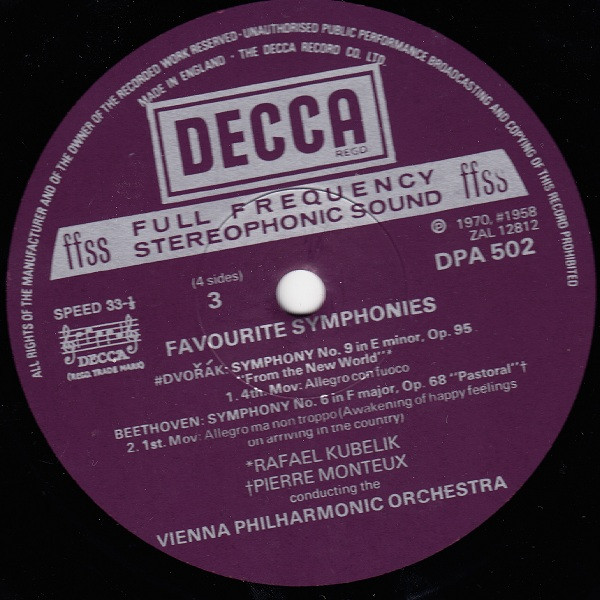 ALL RIGHTS OF THE MANUFACTURER AND OF THE OWNER OF THE RECORDED WORK RESERVED · UNAUTHORISED PUBLIC PERFORMANCE BROADCASTING AND COPYING OF THIS RECORD PROHIBITED
MADE IN ENGLAND · THE DECCA RECORD CO. LTD.
DECCA
REGD
ffss FULL FREQUENCY STEREOPHONIC SOUND ffss
℗ 1970, #1958
ZAL 12812
DPA 502
SPEED 33-⅓
DECCA
(REGD. TRADE MARK)
(4 sides)
3
FAVOURITE SYMPHONIES
#DVOŘÁK: SYMPHONY No. 9 in E minor, Op. 95
"From the New World"*
1. 4th. Mov: Allegro con fuoco
BEETHOVEN: SYMPHONY No. 6 in F major, Op. 68 "Pastoral"†
2. 1st. Mov: Allegro ma non troppo (Awakening of happy feelings
on arriving in the country)
*RAFAEL KUBELIK
†PIERRE MONTEUX
conducting the
VIENNA PHILHARMONIC ORCHESTRA